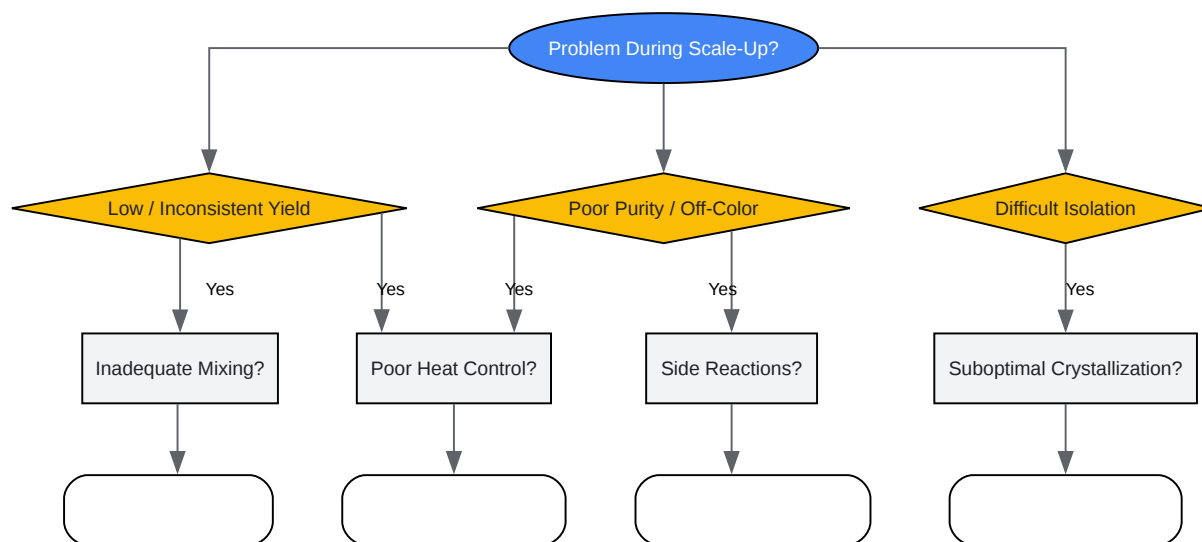 Problem During Scale-Up?
Low / Inconsistent Yield
Poor Purity / Off-Color
Difficult Isolation
Yes
Yes
Yes
Yes
Yes
Inadequate Mixing?
Poor Heat Control?
Side Reactions?
Suboptimal Crystallization?